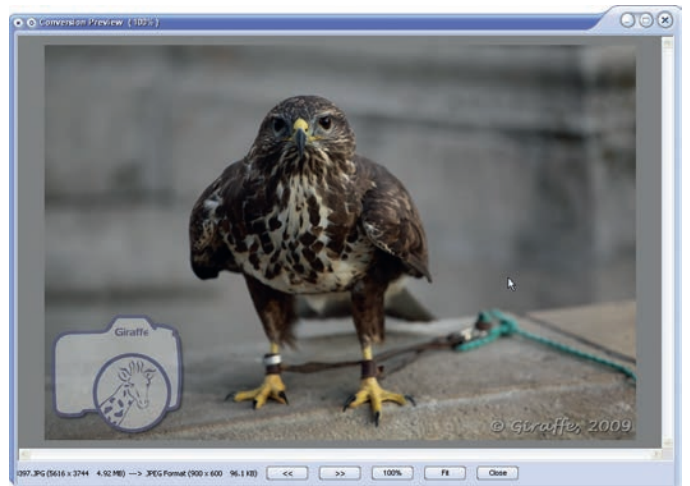 Conversion Preview (100%)
Giraffe
© Giraffe, 2009
097.JPG (5616 x 3744 4.92 MB) ---> JPEG Format (900 x 600 96.1 KB) << >> 100% Fit Close